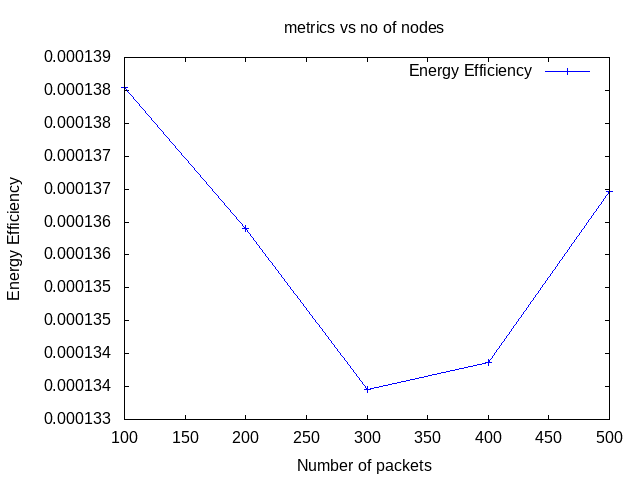 metrics vs no of nodes
Energy Efficiency
0.000139
0.000138
0.000138
0.000137
0.000137
0.000136
0.000136
0.000135
0.000135
0.000134
0.000134
0.000133
Energy Efficiency
100 150 200 250 300 350 400 450 500
Number of packets